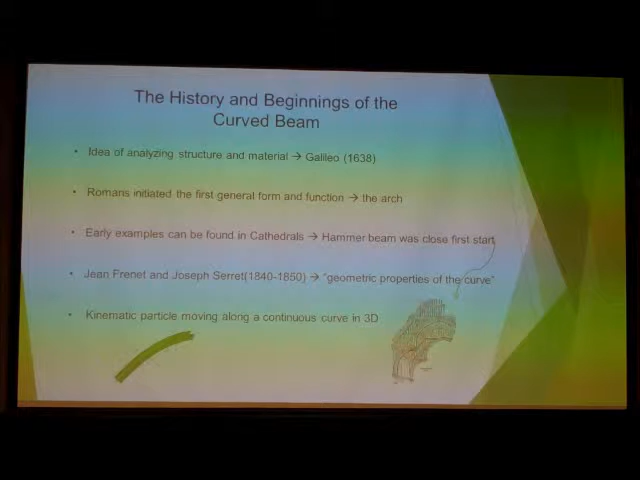 The History and Beginnings of the
Curved Beam
• Idea of analyzing structure and material → Galileo (1638)
• Romans initiated the first general form and function → the arch
• Early examples can be found in Cathedrals → Hammer beam was close first start
• Jean Frenet and Joseph Serret(1840-1850) → "geometric properties of the curve"
• Kinematic particle moving along a continuous curve in 3D